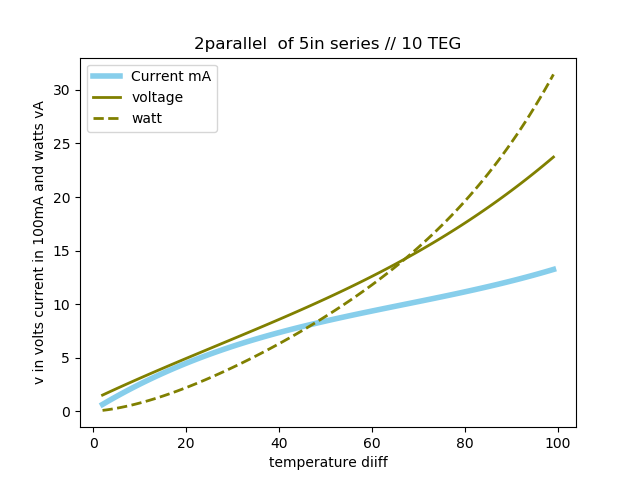 2parallel  of 5in series // 10 TEG
Current mA
voltage
watt
v in volts current in 100mA and watts vA
30
25
20
15
10
5
0
0 20 40 60 80 100
temperature diiff